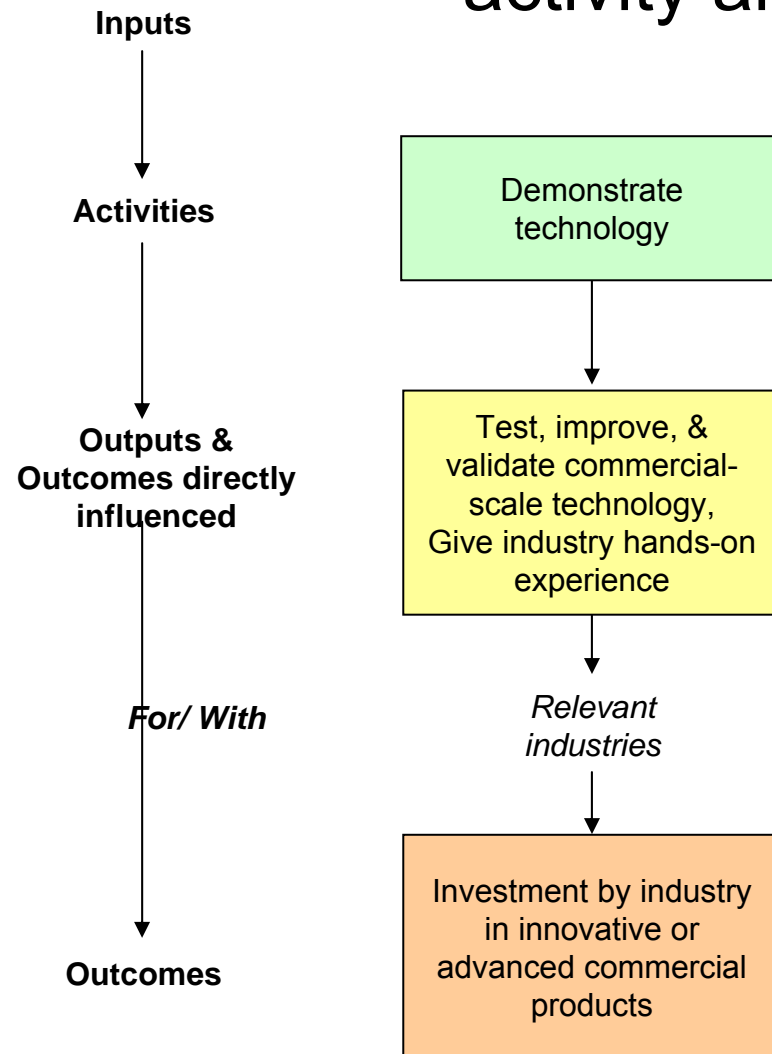 activity
Inputs
Activities
Demonstrate
technology
Outputs &
Outcomes directly
influenced
Test, improve, &
validate commercial-
scale technology,
Give industry hands-on
experience
For/ With
Relevant
industries
Outcomes
Investment by industry
in innovative or
advanced commercial
products